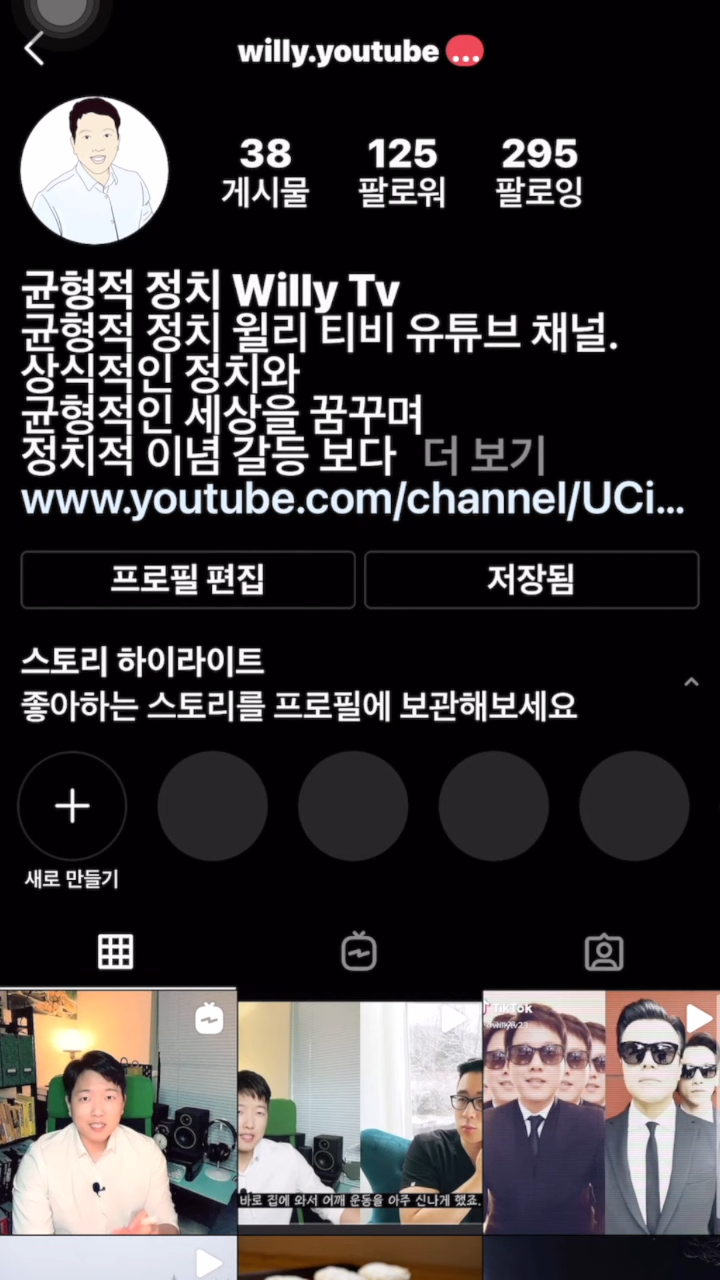 willy.youtube
38 125 295
게시물 팔로워 팔로잉
균형적 정치 Willy Tv
균형적 정치 윌리 티비 유튜브 채널.
상식적인 정치와
균형적인 세상을 꿈꾸며
정치적 이념 갈등 보다 더 보기
www.youtube.com/channel/UCi...
프로필 편집 저장됨
스토리 하이라이트
좋아하는 스토리를 프로필에 보관해보세요
새로 만들기
TikTok
바로 집에 와서 어깨 운동을 아주 신나게 했죠.